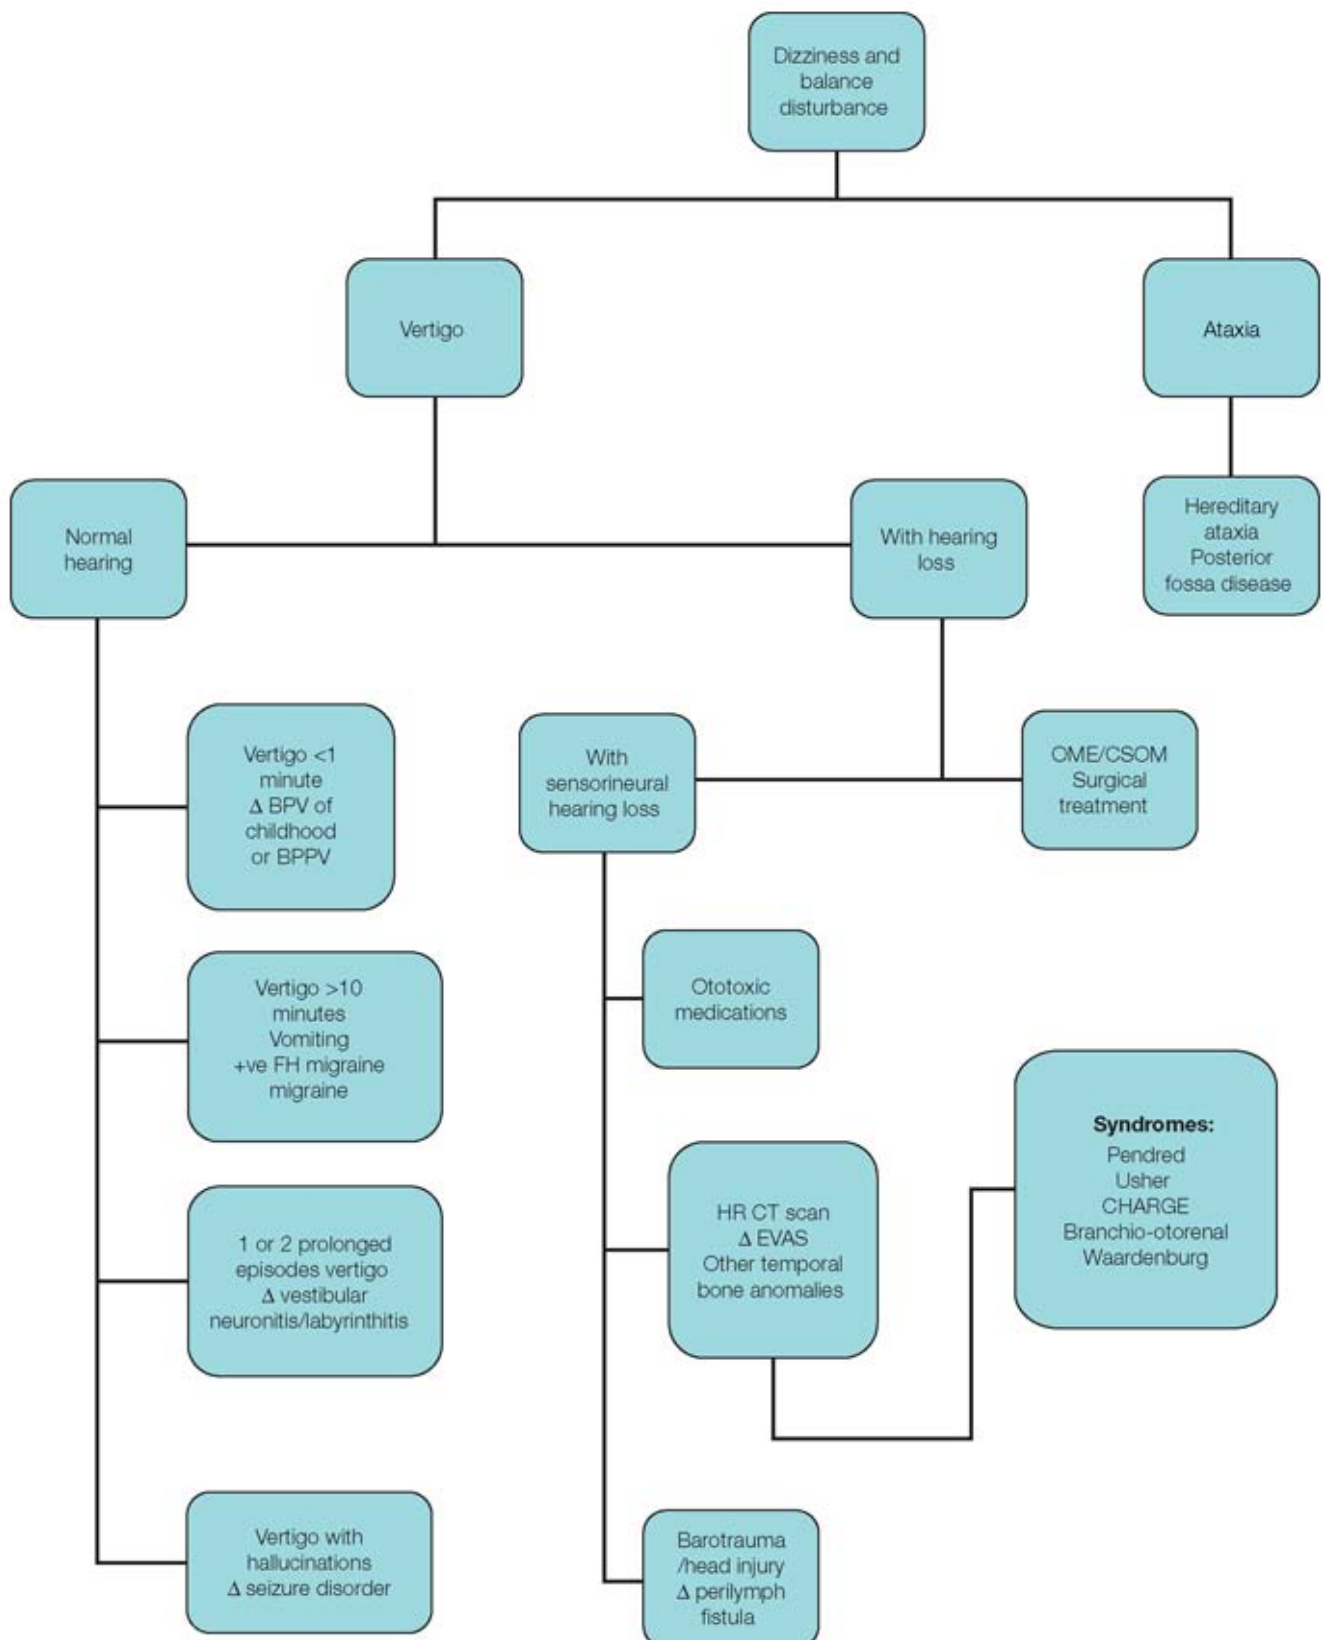 Dizziness and
balance
disturbance
Vertigo
Ataxia
Normal
hearing
With hearing
loss
Hereditary
ataxia
Posterior
fossa disease
Vertigo <1
minute
Δ BPV of
childhood
or BPPV
With
sensorineural
hearing loss
OME/CSOM
Surgical
treatment
Vertigo >10
minutes
Vomiting
+ve FH migraine
migraine
Ototoxic
medications
1 or 2 prolonged
episodes vertigo
Δ vestibular
neuronitis/labyrinthitis
HR CT scan
Δ EVAS
Other temporal
bone anomalies
Syndromes:
Pendred
Usher
CHARGE
Branchio-otorenal
Waardenburg
Vertigo with
hallucinations
Δ seizure disorder
Barotrauma
/head injury
Δ perilymph
fistula